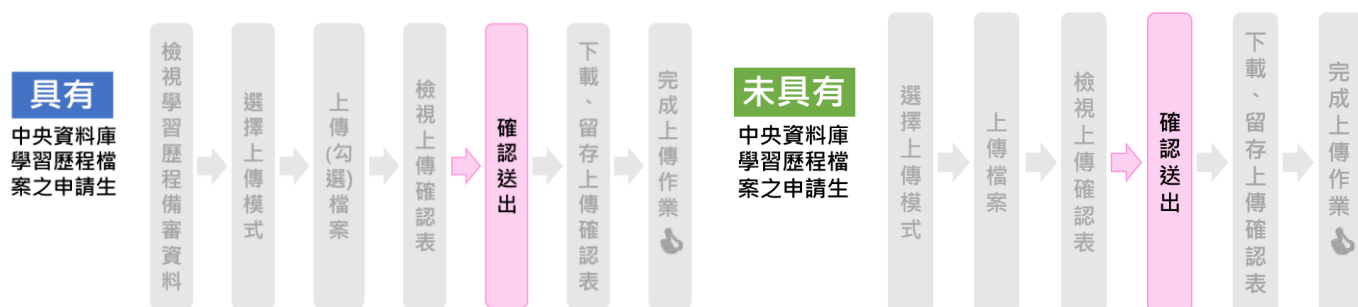 具有
中央資料庫
學習歷程檔
案之申請生
檢視學習歷程備審資料
選擇上傳模式
上傳(勾選)檔案
檢視上傳確認表
確認送出
下載、留存上傳確認表
完成上傳作業
未具有
中央資料庫
學習歷程檔
案之申請生
選擇上傳模式
上傳檔案
檢視上傳確認表
確認送出
下載、留存上傳確認表
完成上傳作業